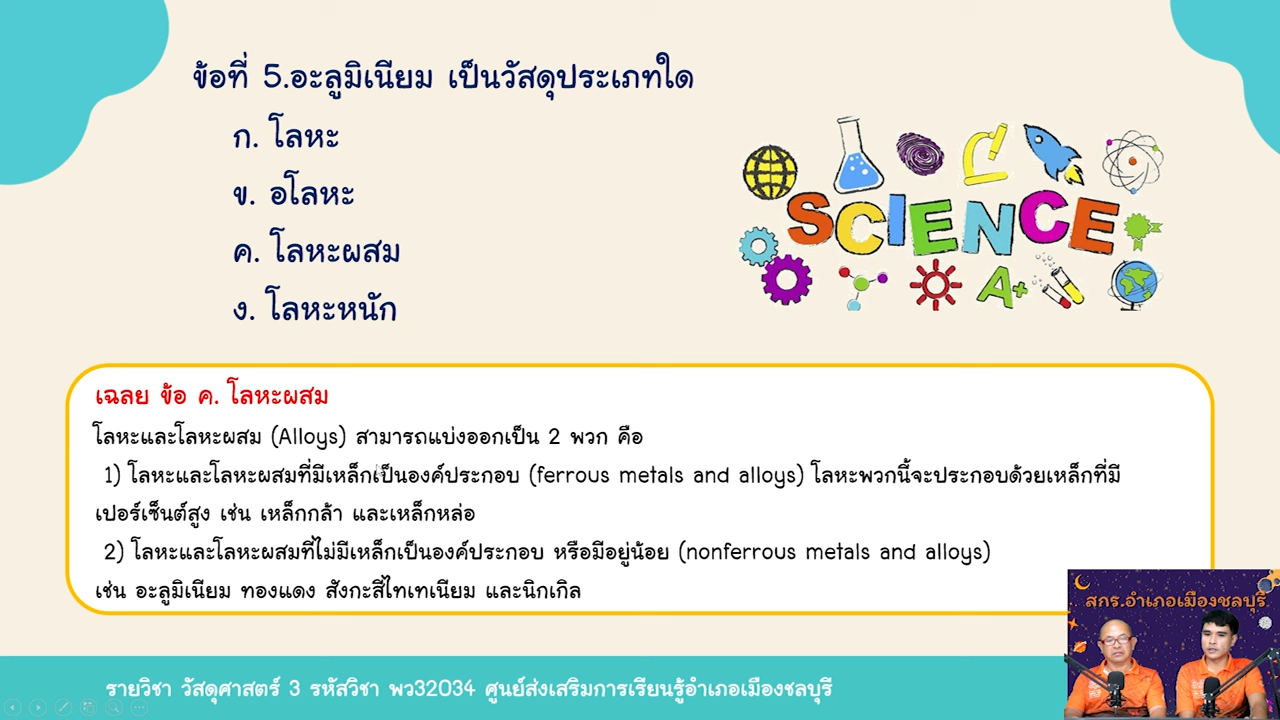 ข้อที่ 5.อะลูมิเนียม เป็นวัสดุประเภทใด
ก. โลหะ
ข. อโลหะ
ค. โลหะผสม
ง. โลหะหนัก
SCIENCE
A+
เฉลย ข้อ ค. โลหะผสม
โลหะและโลหะผสม (Alloys) สามารถแบ่งออกเป็น 2 พวก คือ
1) โลหะและโลหะผสมที่มีเหล็กเป็นองค์ประกอบ (ferrous metals and alloys) โลหะพวกนี้จะประกอบด้วยเหล็กที่มี
เปอร์เซ็นต์สูง เช่น เหล็กกล้า และเหล็กหล่อ
2) โลหะและโลหะผสมที่ไม่มีเหล็กเป็นองค์ประกอบ หรือมีอยู่น้อย (nonferrous metals and alloys)
เช่น อะลูมิเนียม ทองแดง สังกะสีไทเทเนียม และนิกเกิล
สกร.อำเภอเมืองชลบุรี
รายวิชา วัสดุศาสตร์ 3 รหัสวิชา พว32034 ศูนย์ส่งเสริมการเรียนรู้อำเภอเมืองชลบุรี